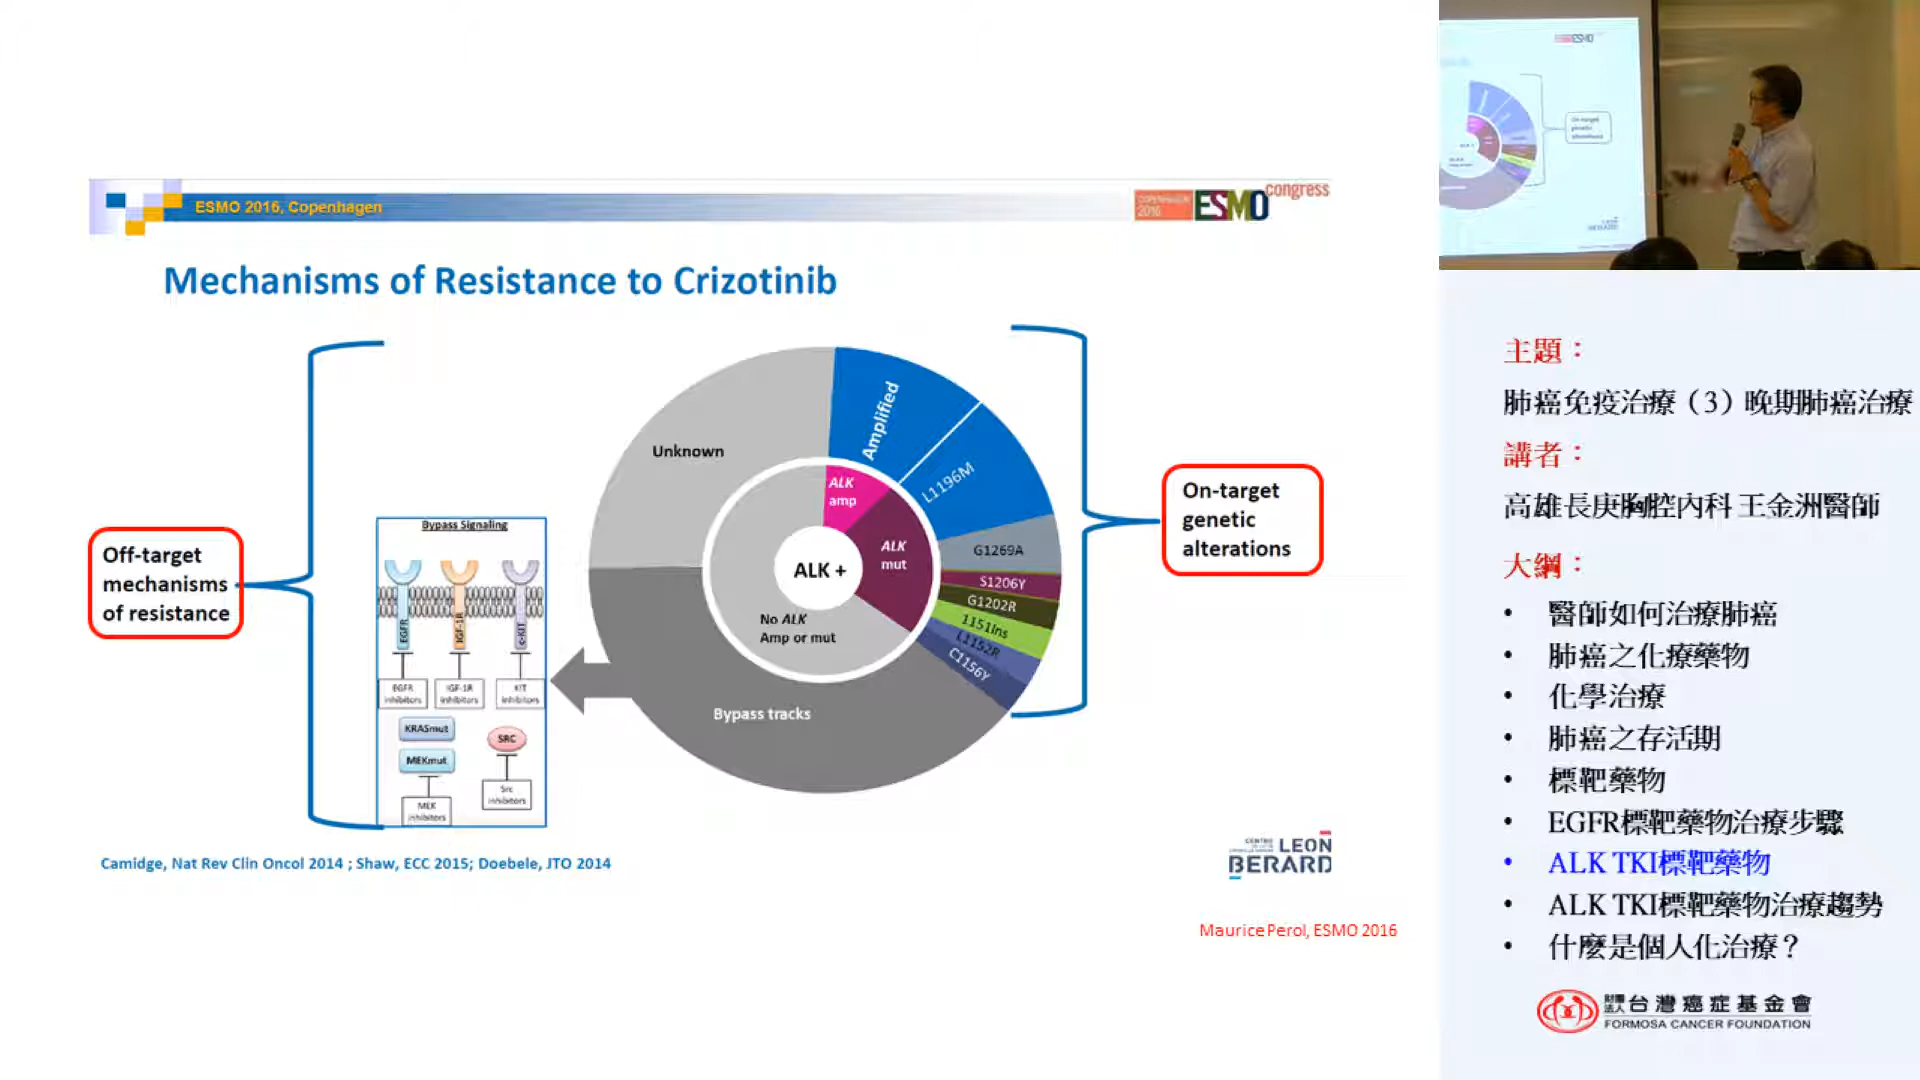 ESMO 2016, Copenhagen
COPENHAGEN
2016
ESMO
congress
Mechanisms of Resistance to Crizotinib
Off-target
mechanisms
of resistance
Bypass Signaling
EGFR
IGF-1R
c-KIT
EGFR
inhibitors
IGF-1R
inhibitors
KIT
inhibitors
KRASmut
MEKmut
SRC
MEK
inhibitors
Src
inhibitors
Unknown
Amplified
L1196M
G1269A
S1206Y
G1202R
1151Ins
L1152R
C1156Y
ALK
amp
ALK
mut
ALK +
No ALK
Amp or mut
Bypass tracks
On-target
genetic
alterations
Camidge, Nat Rev Clin Oncol 2014 ; Shaw, ECC 2015; Doebele, JTO 2014
CENTRE
LEON
BERARD
Maurice Perol, ESMO 2016
主題：
肺癌免疫治療（3）晚期肺癌治療
講者：
高雄長庚胸腔內科 王金洲醫師
大綱：
• 醫師如何治療肺癌
• 肺癌之化療藥物
• 化學治療
• 肺癌之存活期
• 標靶藥物
• EGFR標靶藥物治療步驟
• ALK TKI標靶藥物
• ALK TKI標靶藥物治療趨勢
• 什麼是個人化治療？
財團法人台灣癌症基金會
FORMOSA CANCER FOUNDATION